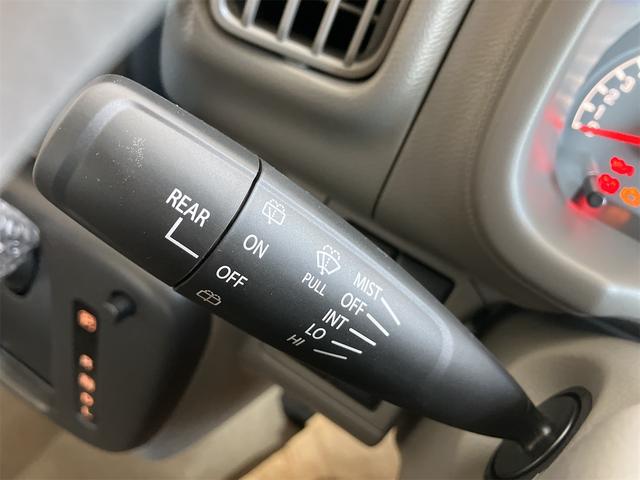 REAR
ON
OFF
PULL
MIST
OFF
INT
LO
HI